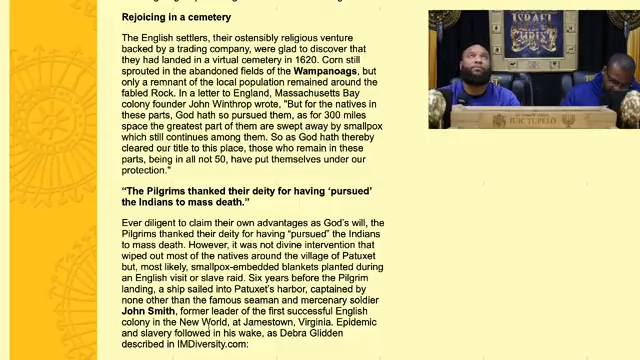 Rejoicing in a cemetery
The English settlers, their ostensibly religious venture
backed by a trading company, were glad to discover that
they had landed in a virtual cemetery in 1620. Corn still
sprouted in the abandoned fields of the Wampanoags, but
only a remnant of the local population remained around the
fabled Rock. In a letter to England, Massachusetts Bay
colony founder John Winthrop wrote, "But for the natives in
these parts, God hath so pursued them, as for 300 miles
space the greatest part of them are swept away by smallpox
which still continues among them. So as God hath thereby
cleared our title to this place, those who remain in these
parts, being in all not 50, have put themselves under our
protection."
“The Pilgrims thanked their deity for having ‘pursued’
the Indians to mass death.”
Ever diligent to claim their own advantages as God’s will, the
Pilgrims thanked their deity for having “pursued” the Indians
to mass death. However, it was not divine intervention that
wiped out most of the natives around the village of Patuxet
but, most likely, smallpox-embedded blankets planted during
an English visit or slave raid. Six years before the Pilgrim
landing, a ship sailed into Patuxet’s harbor, captained by
none other than the famous seaman and mercenary soldier
John Smith, former leader of the first successful English
colony in the New World, at Jamestown, Virginia. Epidemic
and slavery followed in his wake, as Debra Glidden
described in IMDiversity.com:
ISRAEL
CHRIST
IUIC TUPELO